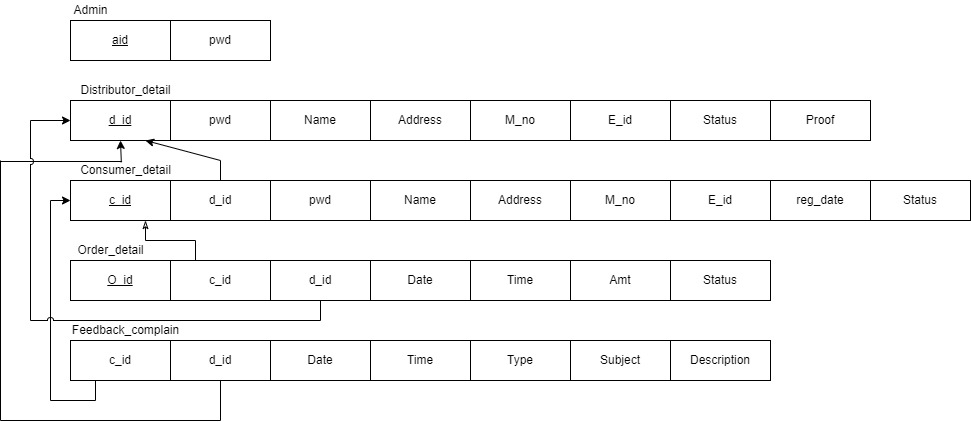 Admin
aid pwd
Distributor_detail
d_id pwd Name Address M_no E_id Status Proof
Consumer_detail
c_id d_id pwd Name Address M_no E_id reg_date Status
Order_detail
O_id c_id d_id Date Time Amt Status
Feedback_complain
c_id d_id Date Time Type Subject Description